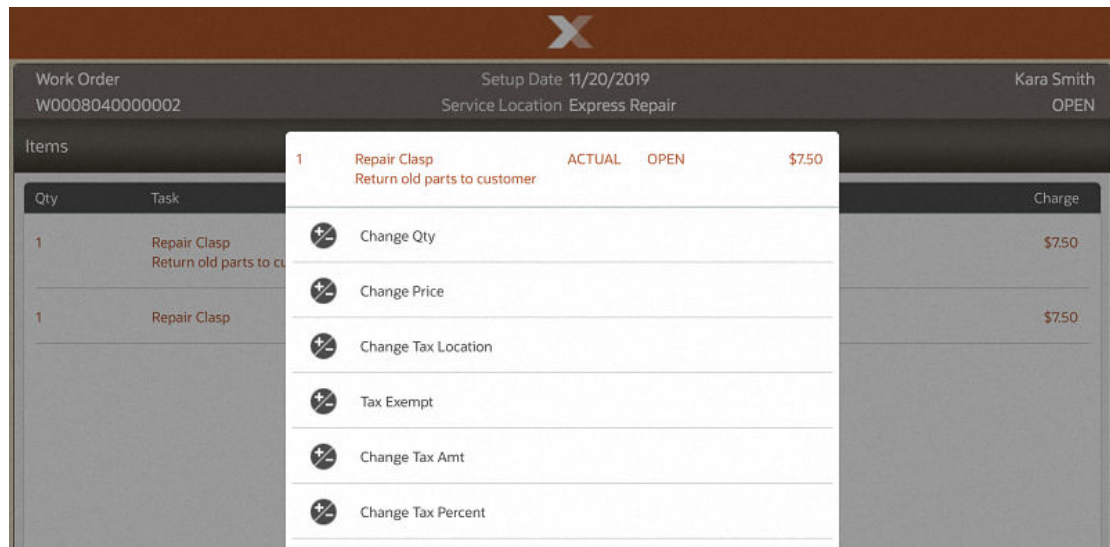 Work Order
W0008040000002
Setup Date 11/20/2019
Service Location Express Repair
Kara Smith
OPEN
Items
Qty Task Charge
1 Repair Clasp $7.50
Return old parts to cu
1 Repair Clasp $7.50
1 Repair Clasp ACTUAL OPEN $7.50
Return old parts to customer
Change Qty
Change Price
Change Tax Location
Tax Exempt
Change Tax Amt
Change Tax Percent